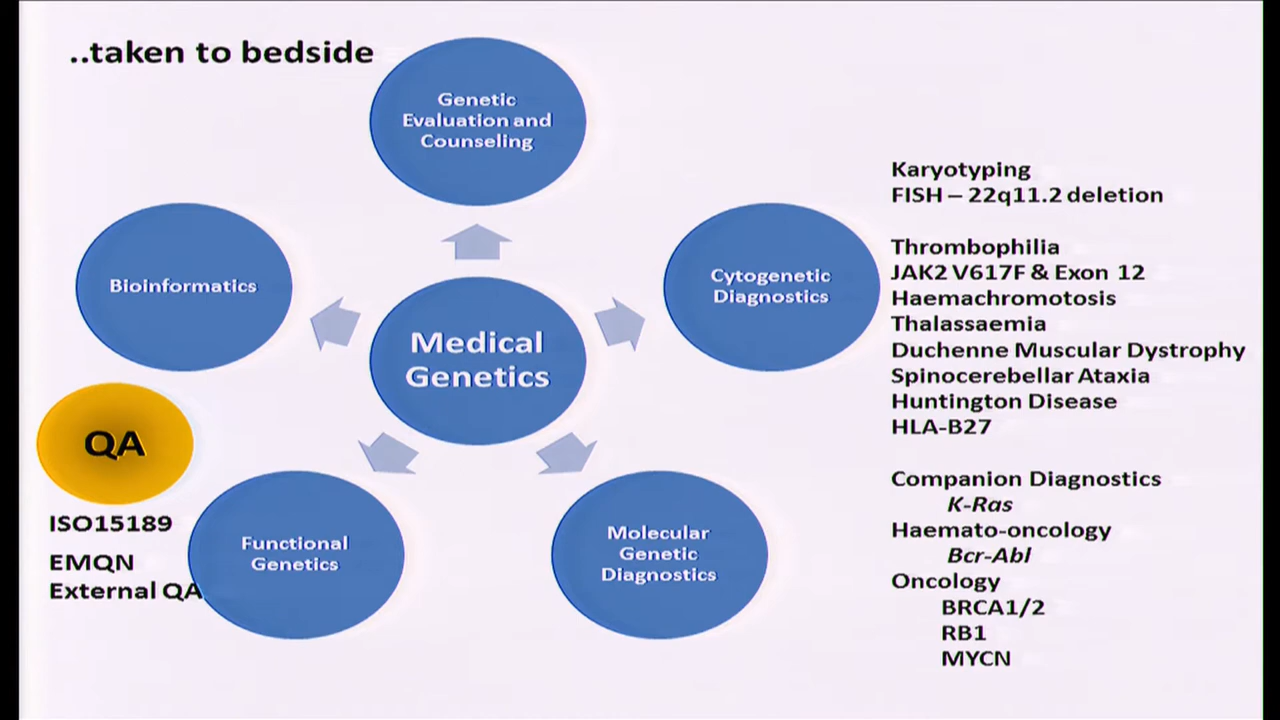 ..taken to bedside
Genetic
Evaluation and
Counseling
Bioinformatics
Cytogenetic
Diagnostics
Medical
Genetics
QA
ISO15189
EMQN
External QA
Functional
Genetics
Molecular
Genetic
Diagnostics
Karyotyping
FISH – 22q11.2 deletion
Thrombophilia
JAK2 V617F & Exon 12
Haemachromotosis
Thalassaemia
Duchenne Muscular Dystrophy
Spinocerebellar Ataxia
Huntington Disease
HLA-B27
Companion Diagnostics
K-Ras
Haemato-oncology
Bcr-Abl
Oncology
BRCA1/2
RB1
MYCN